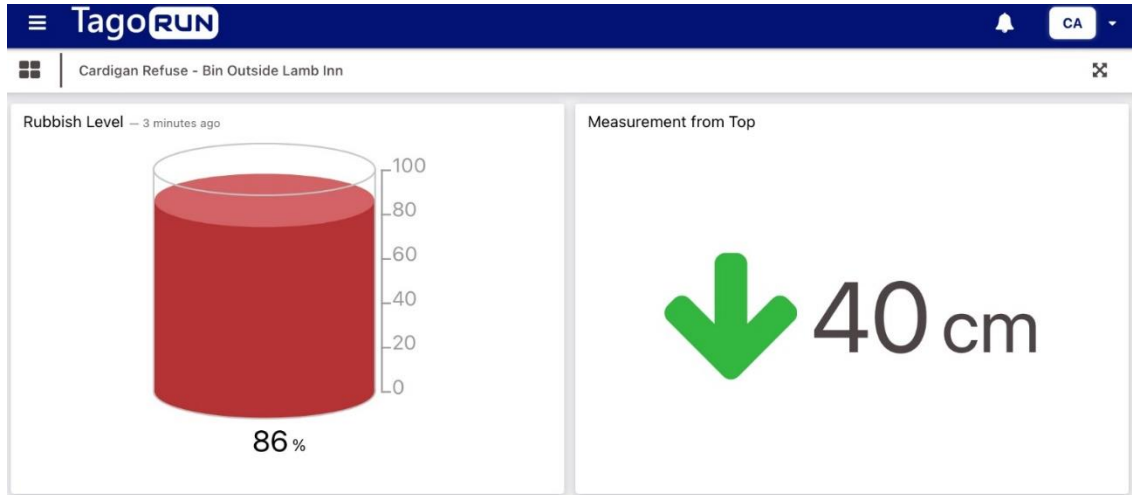 TagoRUN
CA
Cardigan Refuse - Bin Outside Lamb Inn
Rubbish Level – 3 minutes ago
100
80
60
40
20
0
86 %
Measurement from Top
40 cm